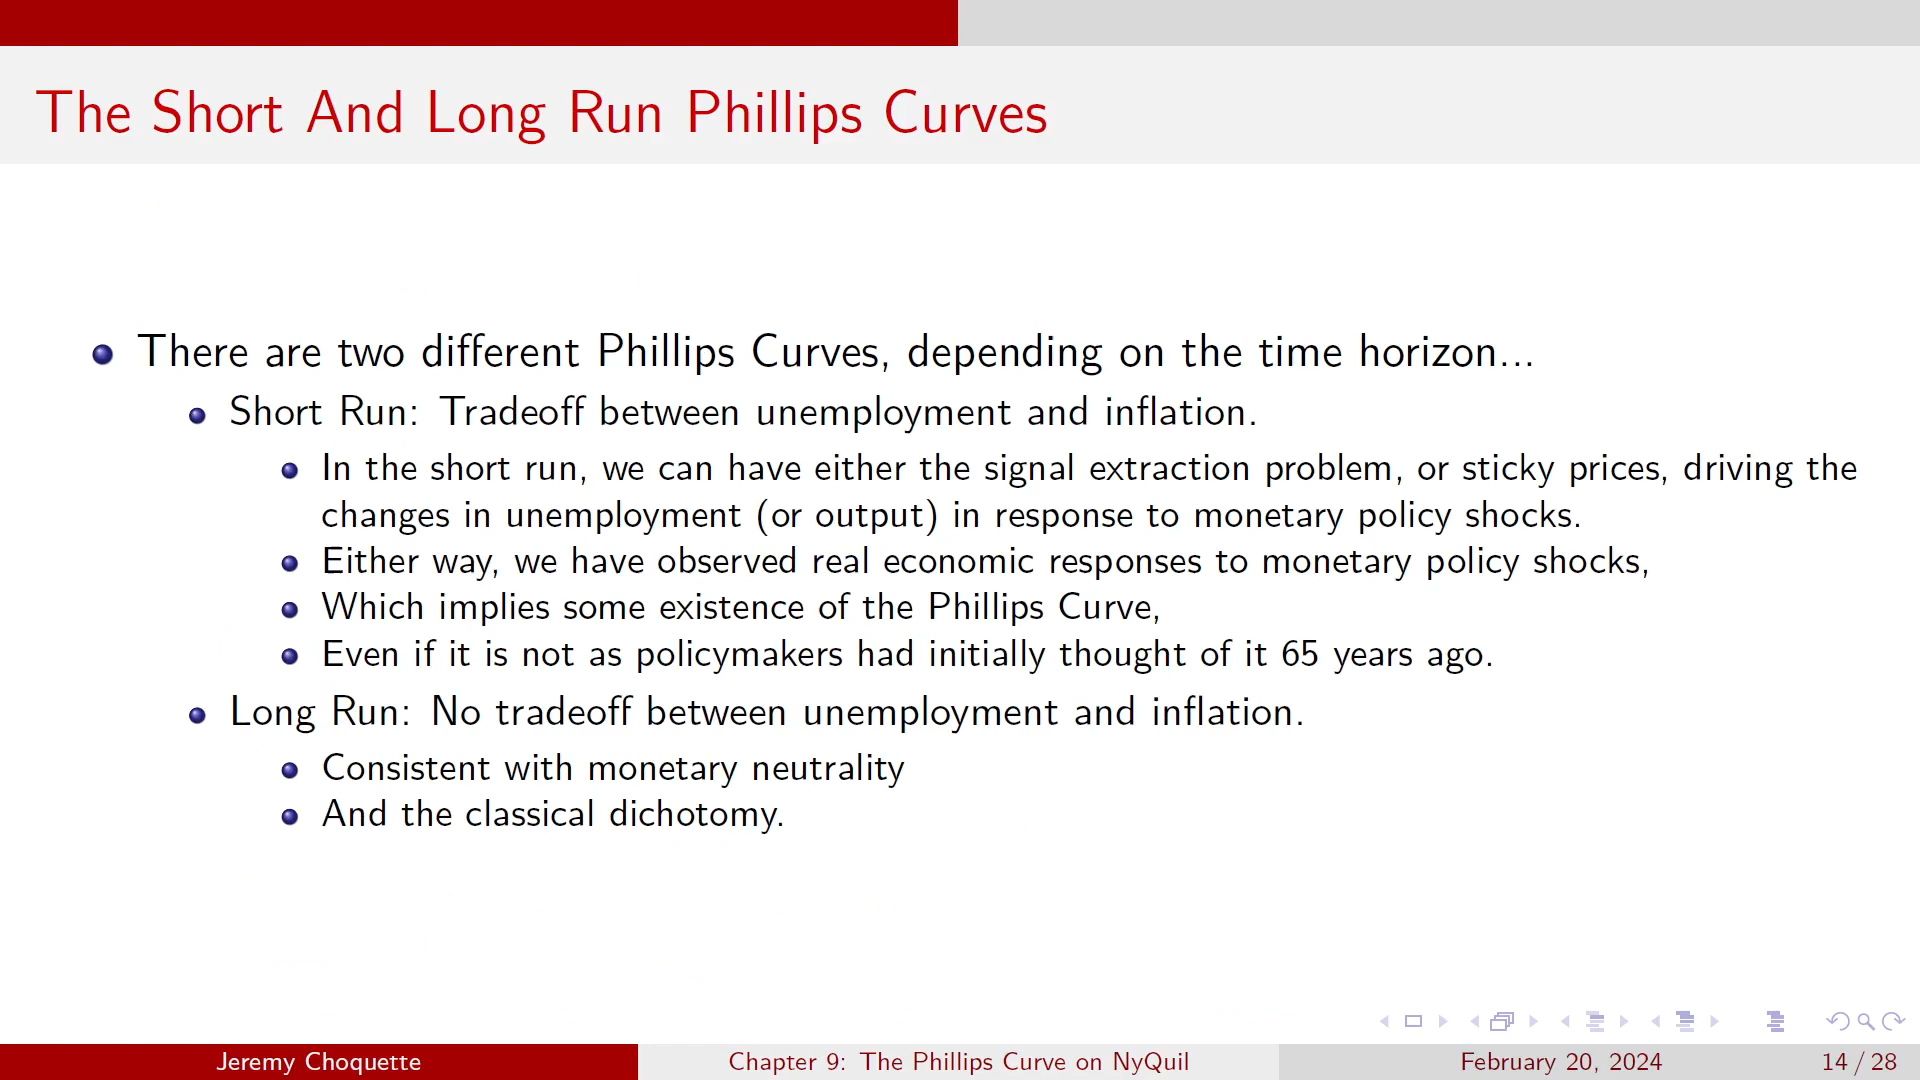 The Short And Long Run Phillips Curves
There are two different Phillips Curves, depending on the time horizon...
Short Run: Tradeoff between unemployment and inflation.
In the short run, we can have either the signal extraction problem, or sticky prices, driving the
changes in unemployment (or output) in response to monetary policy shocks.
Either way, we have observed real economic responses to monetary policy shocks,
Which implies some existence of the Phillips Curve,
Even if it is not as policymakers had initially thought of it 65 years ago.
Long Run: No tradeoff between unemployment and inflation.
Consistent with monetary neutrality
And the classical dichotomy.
Jeremy Choquette Chapter 9: The Phillips Curve on NyQuil February 20, 2024 14 / 28